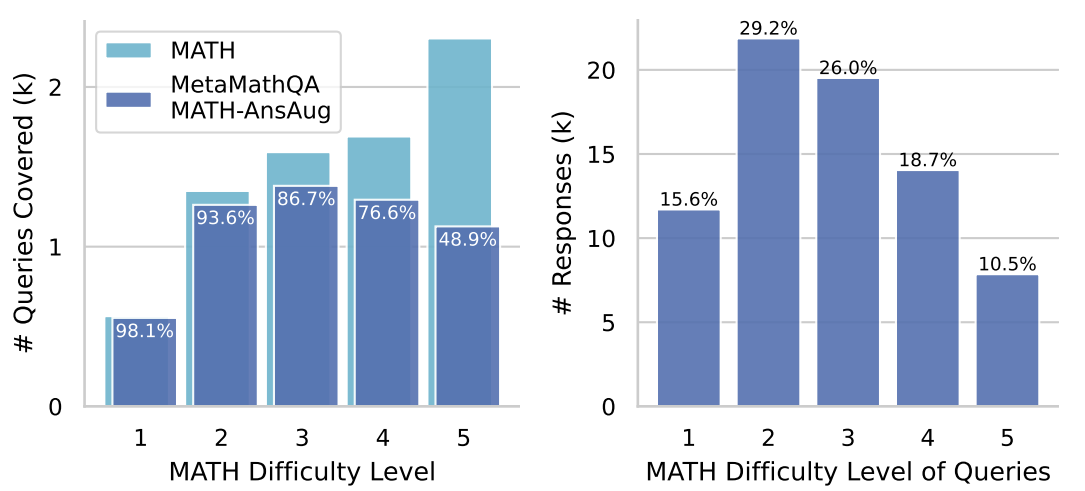 MATH
MetaMathQA
MATH-AnsAug
# Queries Covered (k)
2
1
0
98.1%
93.6%
86.7%
76.6%
48.9%
1 2 3 4 5
MATH Difficulty Level
# Responses (k)
20
15
10
5
0
15.6%
29.2%
26.0%
18.7%
10.5%
1 2 3 4 5
MATH Difficulty Level of Queries